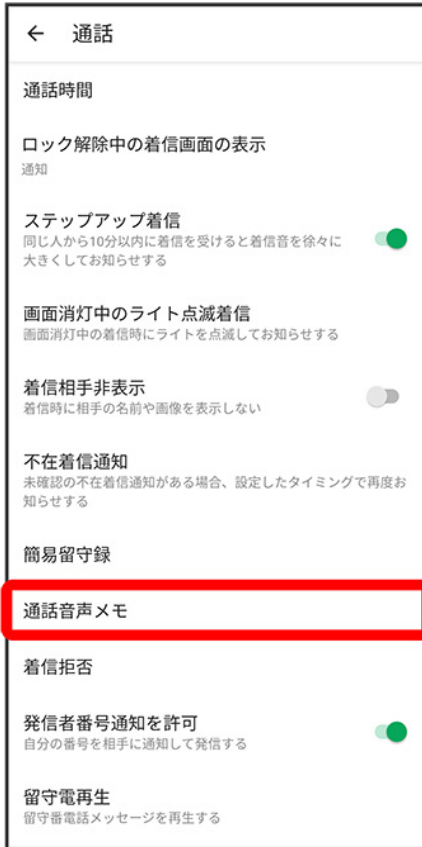 ← 通話
通話時間
ロック解除中の着信画面の表示
通知
ステップアップ着信
同じ人から10分以内に着信を受けると着信音を徐々に
大きくしてお知らせする
画面消灯中のライト点滅着信
画面消灯中の着信時にライトを点滅してお知らせする
着信相手非表示
着信時に相手の名前や画像を表示しない
不在着信通知
未確認の不在着信通知がある場合、設定したタイミングで再度お
知らせする
簡易留守録
通話音声メモ
着信拒否
発信者番号通知を許可
自分の番号を相手に通知して発信する
留守電再生
留守番電話メッセージを再生する